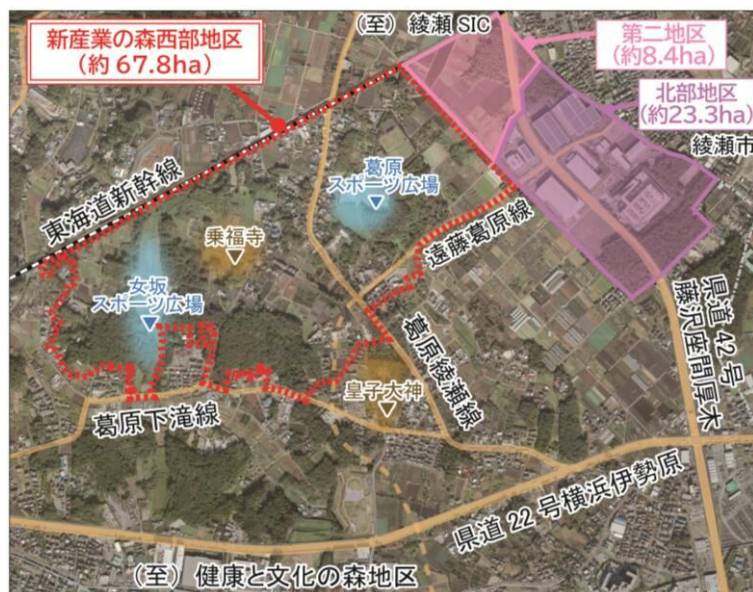 (至) 綾瀬 SIC
新産業の森西部地区
(約 67.8ha)
第二地区
(約8.4ha)
北部地区
(約23.3ha)
綾瀬市
東海道新幹線
葛原
スポーツ広場
乗福寺
遠藤葛原線
女坂
スポーツ広場
県道 42 号
藤沢座間厚木
葛原綾瀬線
皇子大神
葛原下滝線
県道 22 号横浜伊勢原
(至) 健康と文化の森地区